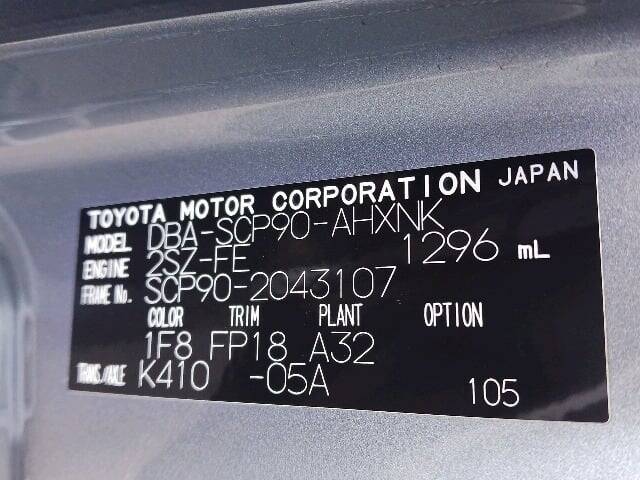 TOYOTA MOTOR CORPORATION JAPAN
MODEL DBA-SCP90-AHXNK
ENGINE 2SZ-FE 1296 mL
FRAME No. SCP90-2043107
COLOR TRIM PLANT OPTION
1F8 FP18 A32
TRANS./AXLE K410 -05A 105